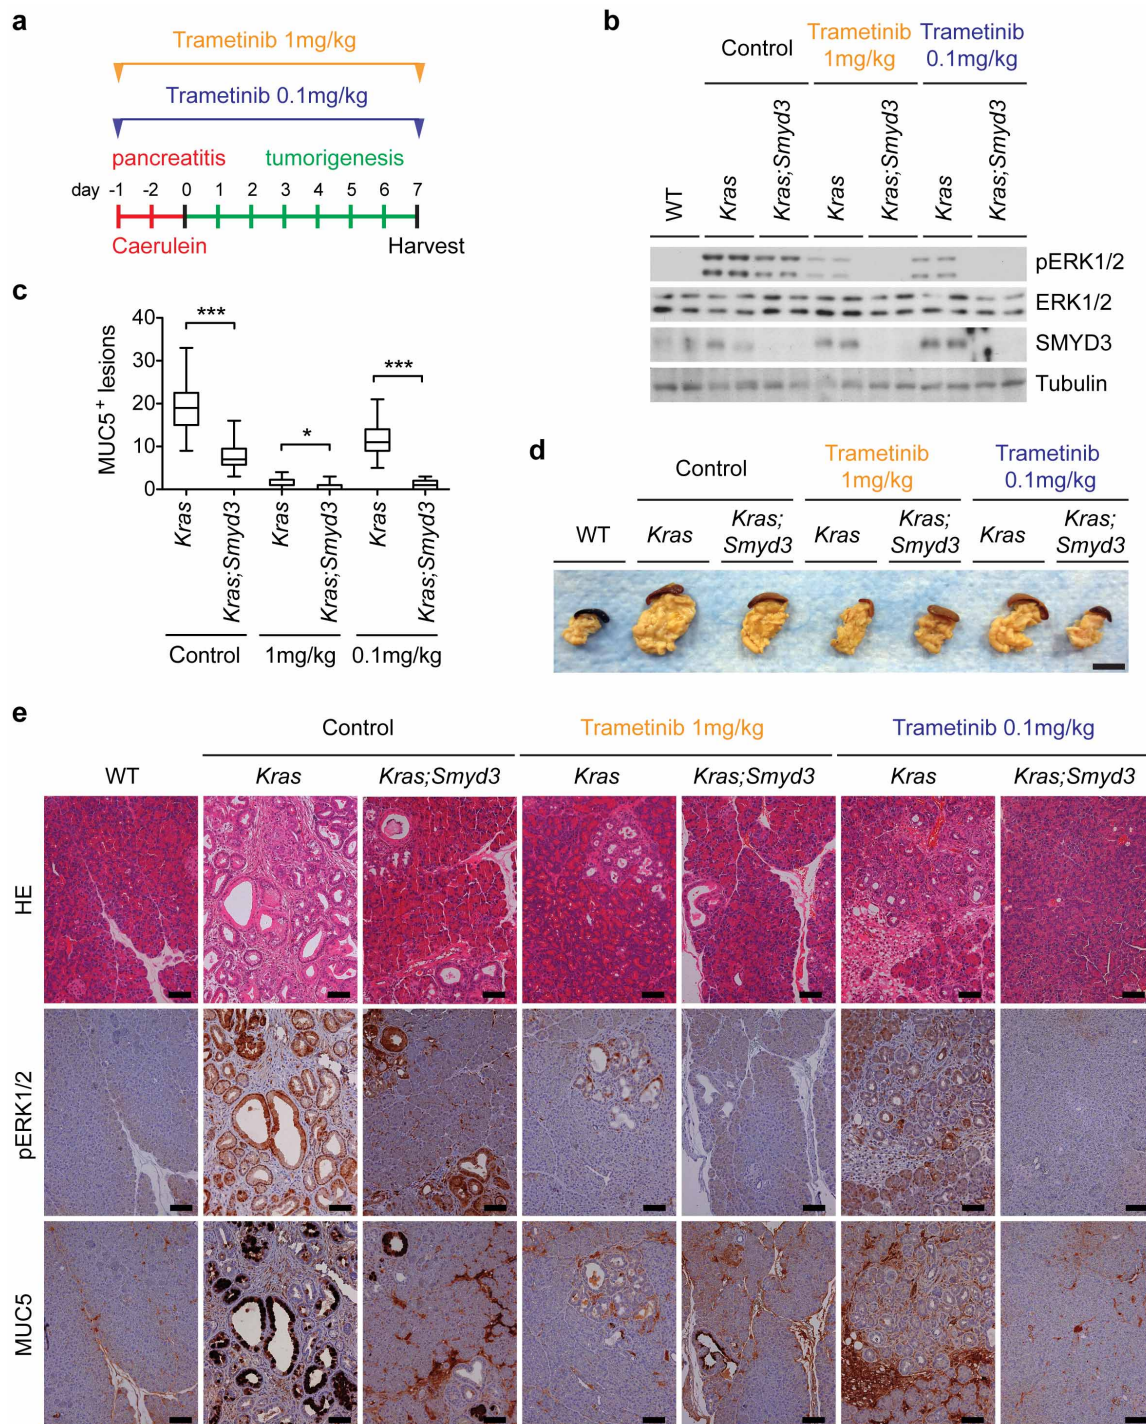 a
Trametinib 1mg/kg
Trametinib 0.1mg/kg
pancreatitis tumorigenesis
day -1 -2 0 1 2 3 4 5 6 7
Caerulein Harvest
b
Control Trametinib 1mg/kg Trametinib 0.1mg/kg
WT Kras Kras;Smyd3 Kras Kras;Smyd3 Kras Kras;Smyd3
pERK1/2
ERK1/2
SMYD3
Tubulin
c
MUC5+ lesions
40
30
20
10
0
*** * ***
Kras Kras;Smyd3 Kras Kras;Smyd3 Kras Kras;Smyd3
Control 1mg/kg 0.1mg/kg
d
Control Trametinib 1mg/kg Trametinib 0.1mg/kg
WT Kras Kras; Smyd3 Kras Kras; Smyd3 Kras Kras; Smyd3
e
Control Trametinib 1mg/kg Trametinib 0.1mg/kg
WT Kras Kras;Smyd3 Kras Kras;Smyd3 Kras Kras;Smyd3
HE
pERK1/2
MUC5